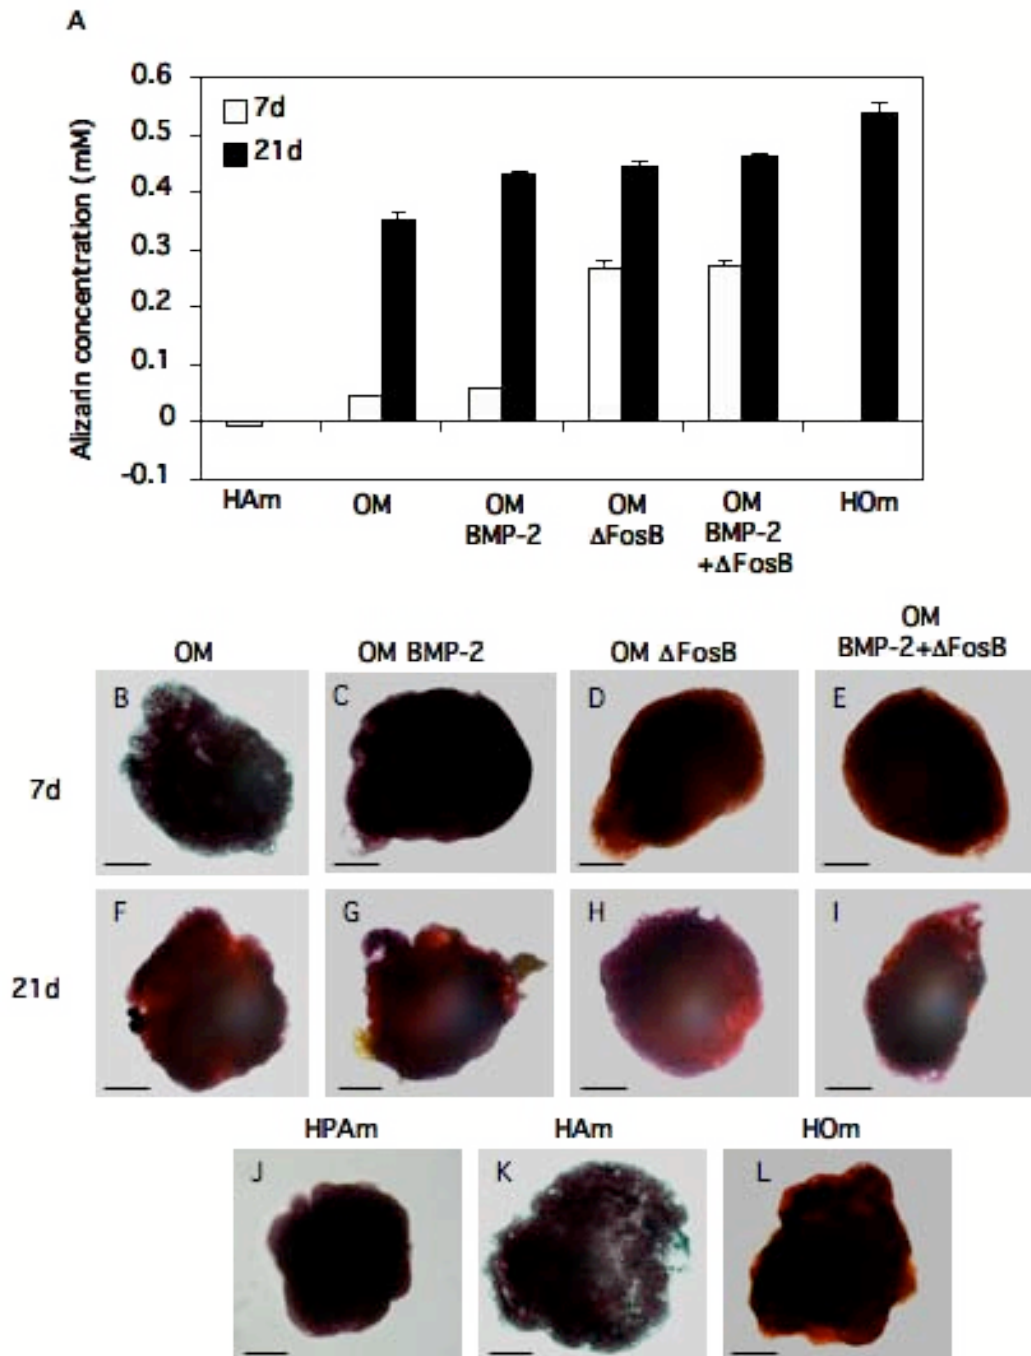 A
Alizarin concentration (mM)
0.6
0.5
0.4
0.3
0.2
0.1
0
-0.1
7d
21d
HAm
OM
OM
BMP-2
OM
ΔFosB
OM
BMP-2
+ΔFosB
HOm
OM
OM BMP-2
OM ΔFosB
OM
BMP-2+ΔFosB
7d
B
C
D
E
21d
F
G
H
I
HPAm
HAm
HOm
J
K
L